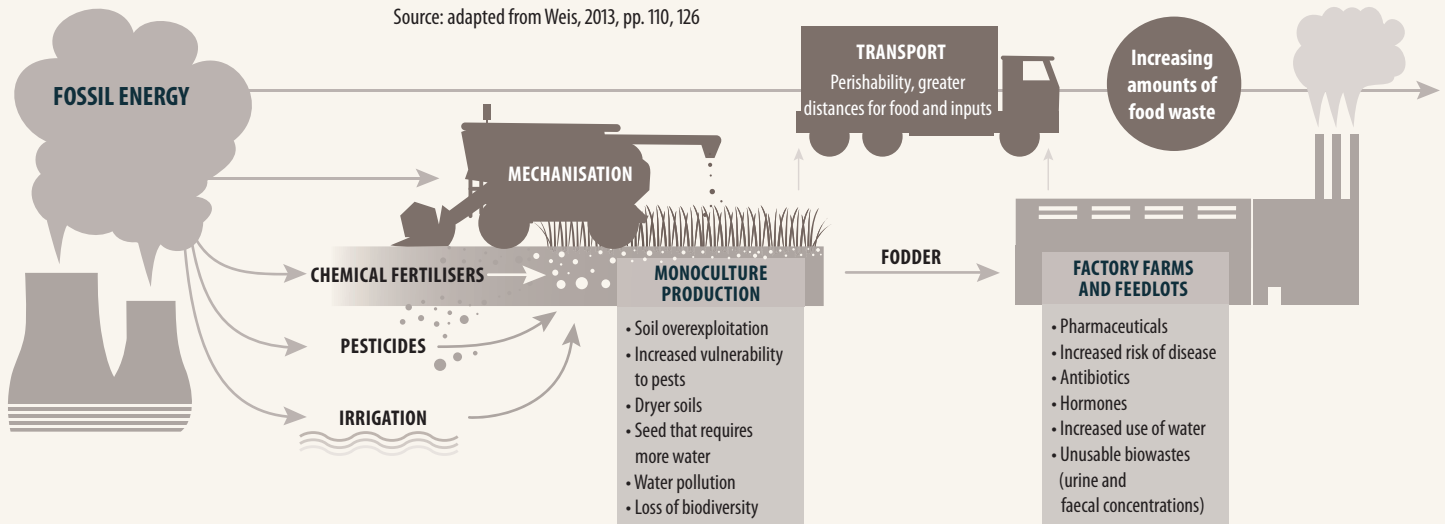 Source: adapted from Weis, 2013, pp. 110, 126
FOSSIL ENERGY
TRANSPORT
Perishability, greater
distances for food and inputs
Increasing
amounts of
food waste
MECHANISATION
CHEMICAL FERTILISERS
PESTICIDES
IRRIGATION
MONOCULTURE
PRODUCTION
• Soil overexploitation
• Increased vulnerability
to pests
• Dryer soils
• Seed that requires
more water
• Water pollution
• Loss of biodiversity
FODDER
FACTORY FARMS
AND FEEDLOTS
• Pharmaceuticals
• Increased risk of disease
• Antibiotics
• Hormones
• Increased use of water
• Unusable biowastes
(urine and
faecal concentrations)